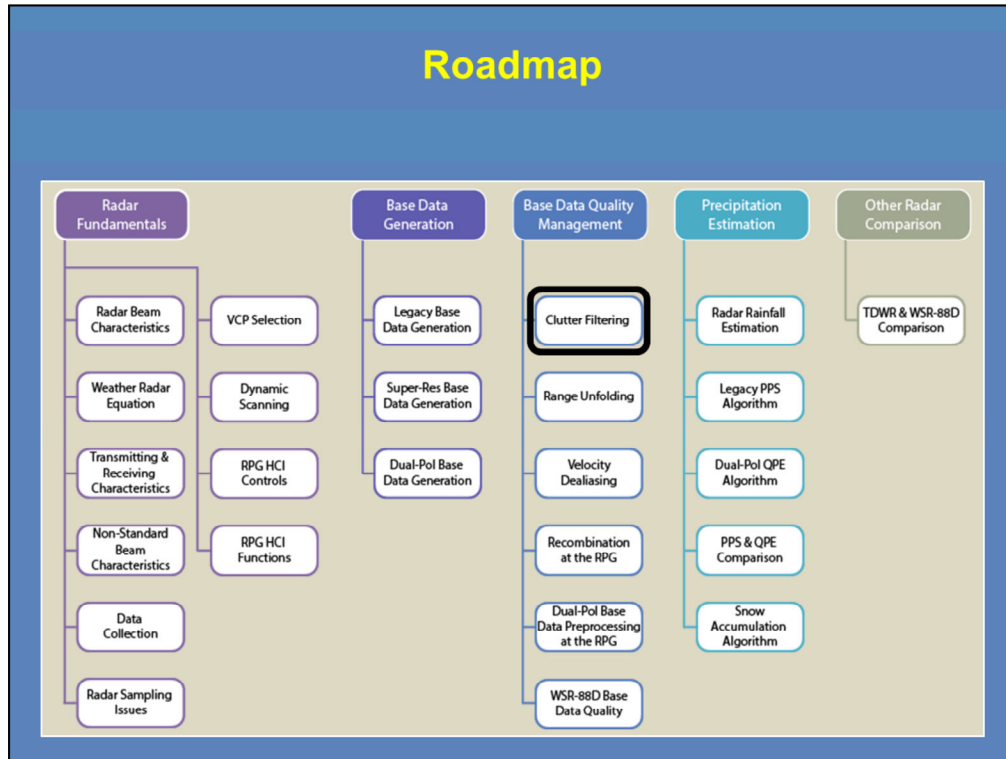 Roadmap
Radar
Fundamentals
Radar Beam
Characteristics
Weather Radar
Equation
Transmitting &
Receiving
Characteristics
Non-Standard
Beam
Characteristics
Data
Collection
Radar Sampling
Issues
VCP Selection
Dynamic
Scanning
RPG HCI
Controls
RPG HCI
Functions
Base Data
Generation
Legacy Base
Data Generation
Super-Res Base
Data Generation
Dual-Pol Base
Data Generation
Base Data Quality
Management
Clutter Filtering
Range Unfolding
Velocity
Dealiasing
Recombination
at the RPG
Dual-Pol Base
Data Preprocessing
at the RPG
WSR-88D Base
Data Quality
Precipitation
Estimation
Radar Rainfall
Estimation
Legacy PPS
Algorithm
Dual-Pol QPE
Algorithm
PPS & QPE
Comparison
Snow
Accumulation
Algorithm
Other Radar
Comparison
TDWR & WSR-88D
Comparison